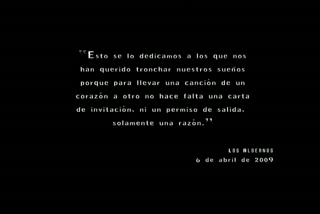 "Esto se lo dedicamos a los que nos
han querido tronchar nuestros sueños
porque para llevar una canción de un
corazón a otro no hace falta una carta
de invitación, ni un permiso de salida,
solamente una razón."
LOS ALDEANOS
6 de abril de 2009